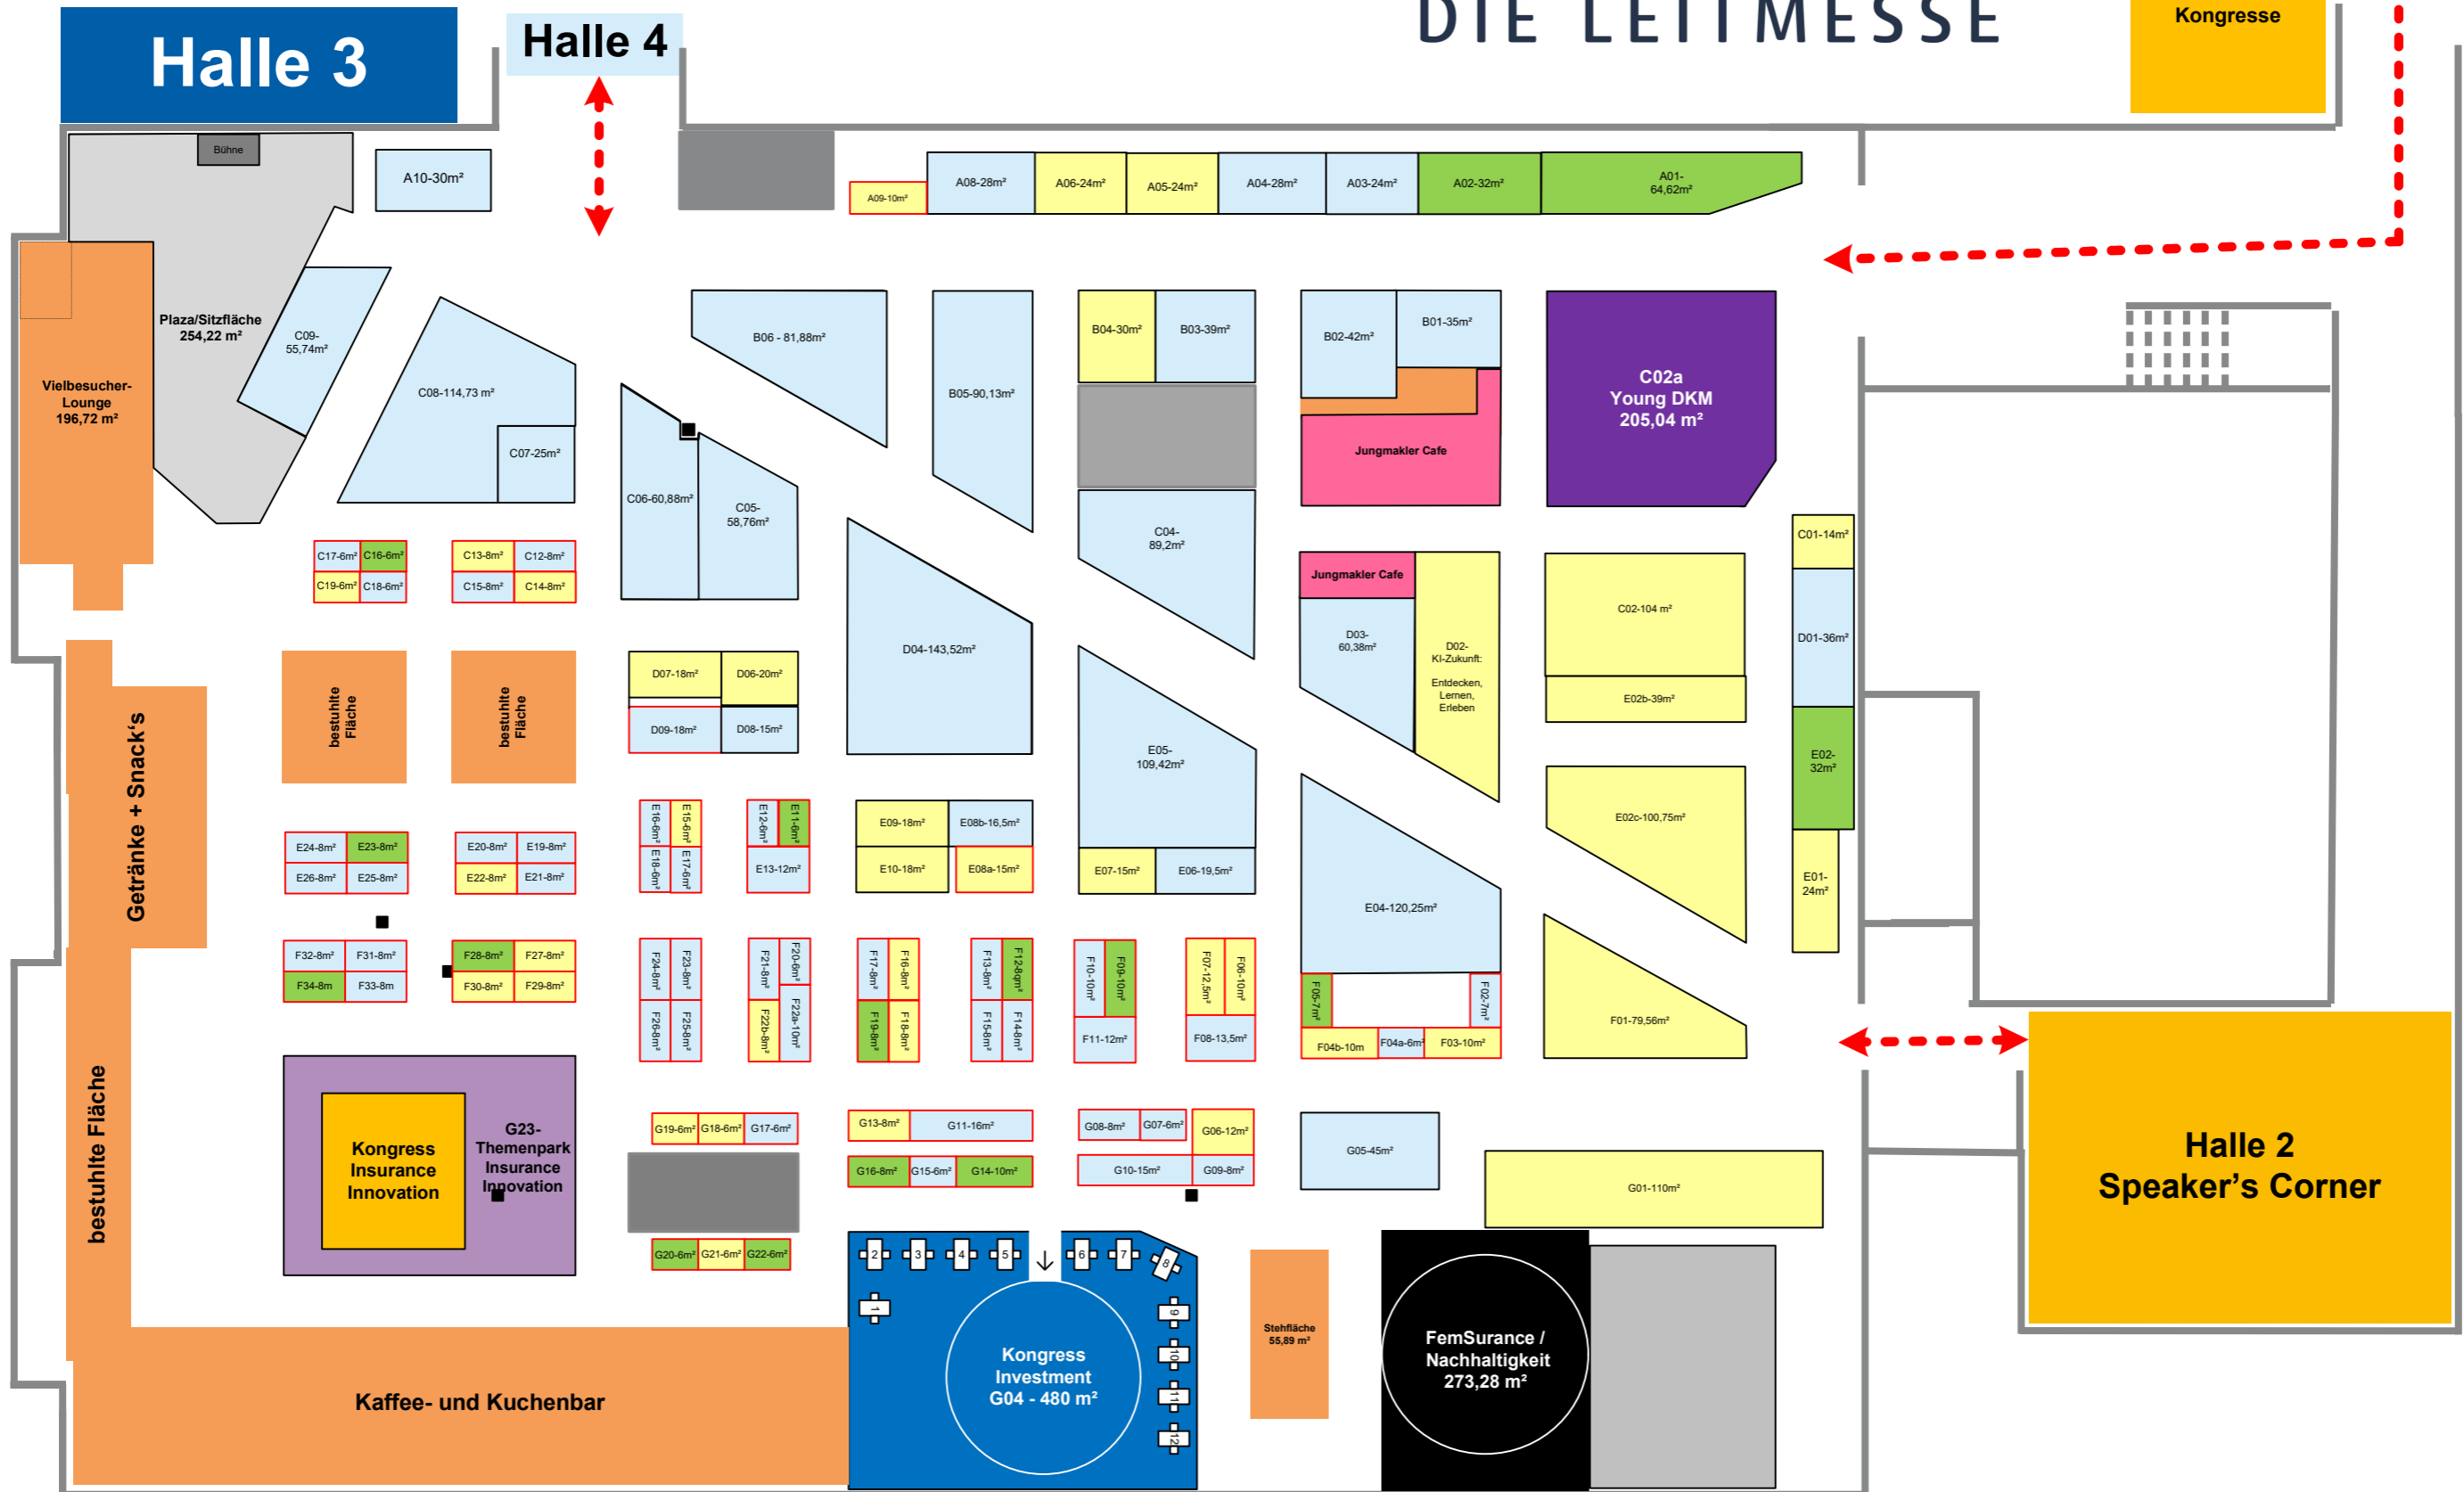 DIE LEITMESSE
Kongresse
Halle 3
Halle 4
Bühne
A10-30m²
A09-10m²
A08-28m²
A06-24m²
A05-24m²
A04-28m²
A03-24m²
A02-32m²
A01-
64,62m²
Plaza/Sitzfläche
254,22 m²
C09-
55,74m²
Vielbesucher-
Lounge
196,72 m²
C08-114,73 m²
C07-25m²
B06 - 81,88m²
B05-90,13m²
B04-30m²
B03-39m²
B02-42m²
B01-35m²
Jungmakler Cafe
C02a
Young DKM
205,04 m²
C06-60,88m²
C05-
58,76m²
C04-
89,2m²
C17-6m²
C16-6m²
C19-6m²
C18-6m²
C13-8m²
C12-8m²
C15-8m²
C14-8m²
C01-14m²
Jungmakler Cafe
D03-
60,38m²
D02-
KI-Zukunft:
Entdecken,
Lernen,
Erleben
C02-104 m²
E02b-39m²
D01-36m²
E02-
32m²
E01-
24m²
D04-143,52m²
D07-18m²
D06-20m²
D09-18m²
D08-15m²
bestuhlte
Fläche
bestuhlte
Fläche
Getränke + Snack's
E05-
109,42m²
E07-15m²
E06-19,5m²
E02c-100,75m²
E04-120,25m²
E16-6m²
E15-6m²
E18-6m²
E17-6m²
E12-6m²
E11-6m²
E13-12m²
E09-18m²
E08b-16,5m²
E10-18m²
E08a-15m²
E24-8m²
E23-8m²
E26-8m²
E25-8m²
E20-8m²
E19-8m²
E22-8m²
E21-8m²
F32-8m²
F31-8m²
F34-8m
F33-8m
F28-8m²
F27-8m²
F30-8m²
F29-8m²
F24-8m²
F23-8m²
F26-8m²
F25-8m²
F21-8m²
F20-6m²
F22b-8m²
F22a-10m²
F17-8m²
F16-8m²
F19-8m²
F18-8m²
F13-8m²
F12-8qm²
F15-8m²
F14-8m²
F10-10m²
F09-10m²
F11-12m²
F07-12,5m²
F06-10m²
F08-13,5m²
F05-7m²
F02-7m²
F04b-10m
F04a-6m²
F03-10m²
F01-79,56m²
bestuhlte Fläche
Kongress
Insurance
Innovation
G23-
Themenpark
Insurance
Innovation
G19-6m²
G18-6m²
G17-6m²
G20-6m²
G21-6m²
G22-6m²
G13-8m²
G11-16m²
G16-8m²
G15-6m²
G14-10m²
G08-8m²
G07-6m²
G06-12m²
G10-15m²
G09-8m²
G05-45m²
G01-110m²
Halle 2
Speaker's Corner
2
3
4
5
6
7
8
1
9
10
11
12
Kongress
Investment
G04 - 480 m²
Stehfläche
55,89 m²
FemSurance /
Nachhaltigkeit
273,28 m²
Kaffee- und Kuchenbar